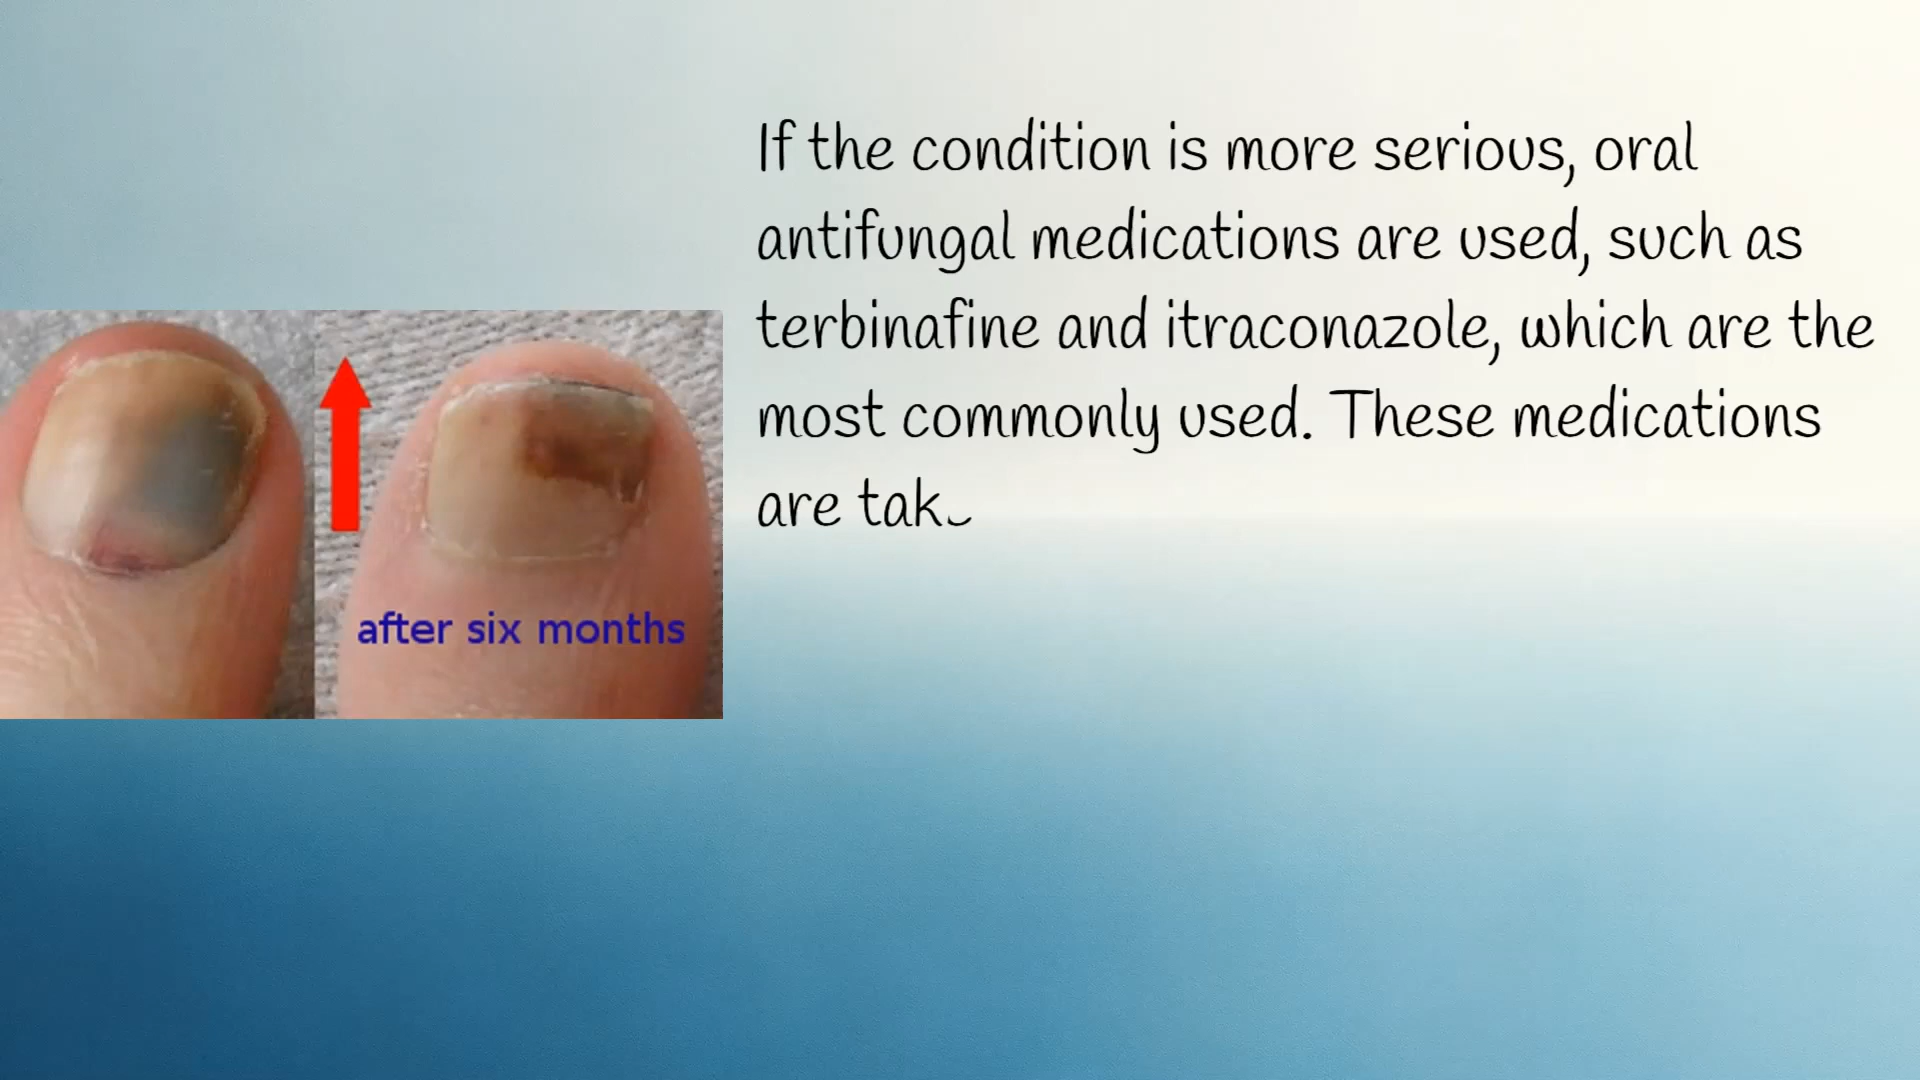 If the condition is more serious, oral
antifungal medications are used, such as
terbinafine and itraconazole, which are the
most commonly used. These medications
are tak
after six months